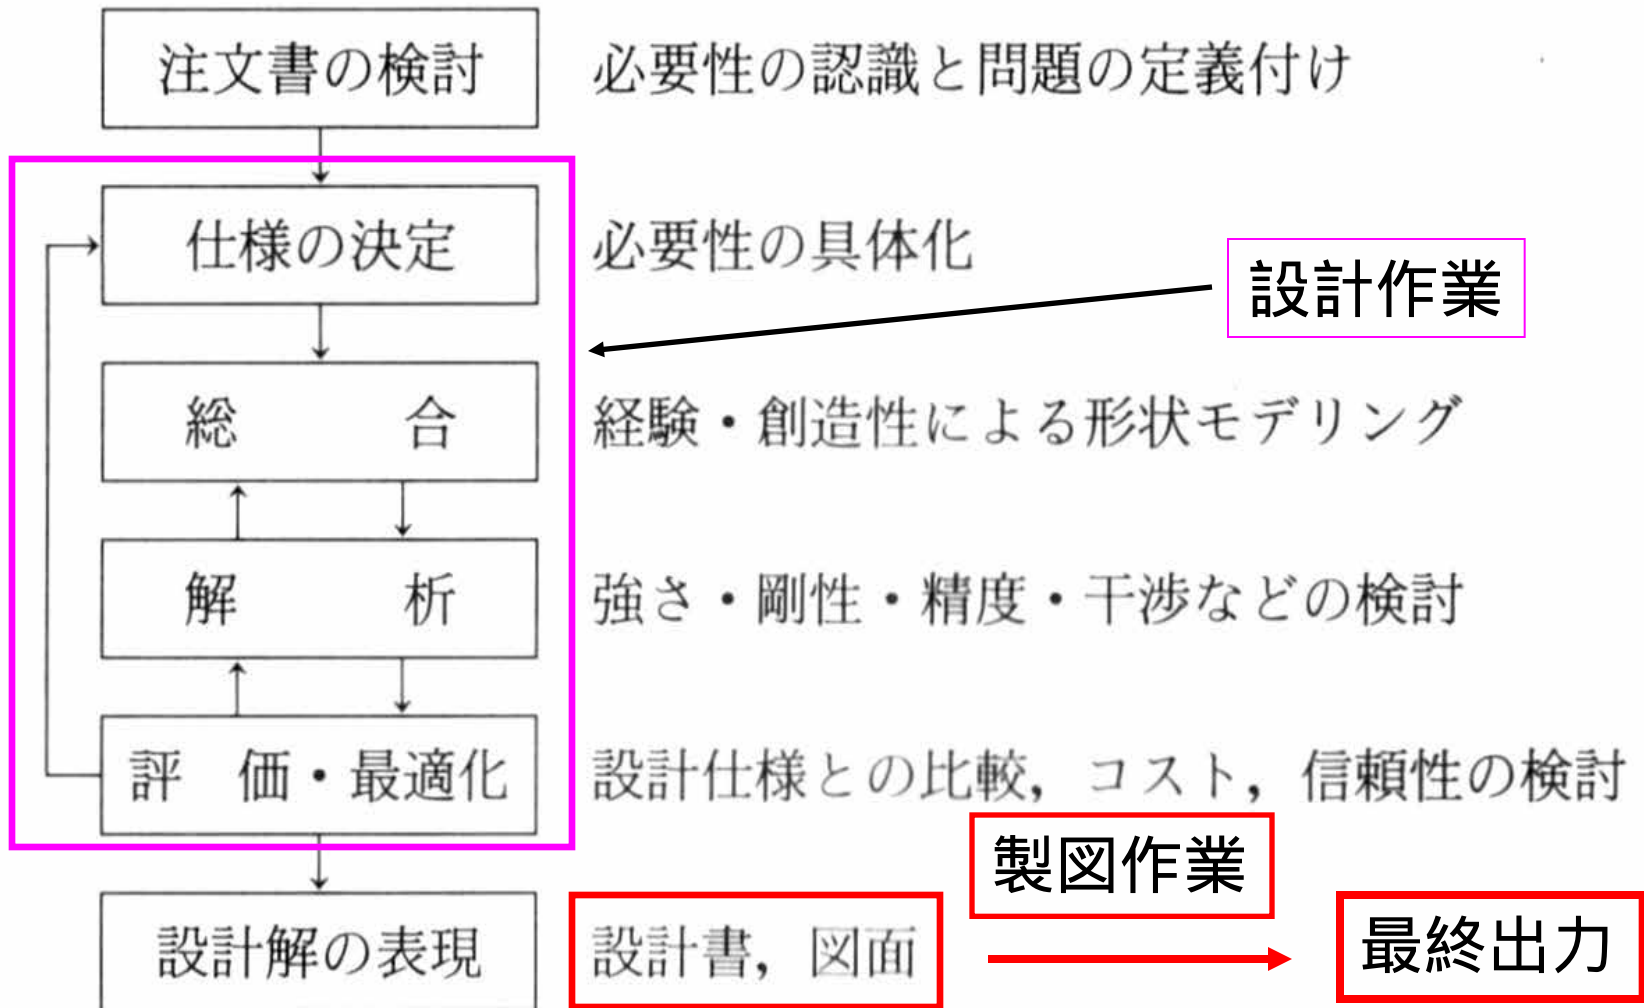 注文書の検討 必要性の認識と問題の定義付け
仕様の決定 必要性の具体化
設計作業
総 合 経験・創造性による形状モデリング
解 析 強さ・剛性・精度・干渉などの検討
評 価・最適化 設計仕様との比較，コスト，信頼性の検討
製図作業
設計解の表現 設計書，図面 最終出力